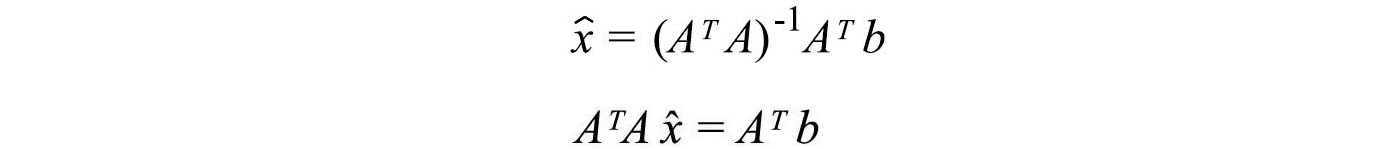 x̂ = (AᵀA)⁻¹Aᵀb
AᵀA x̂ = Aᵀb